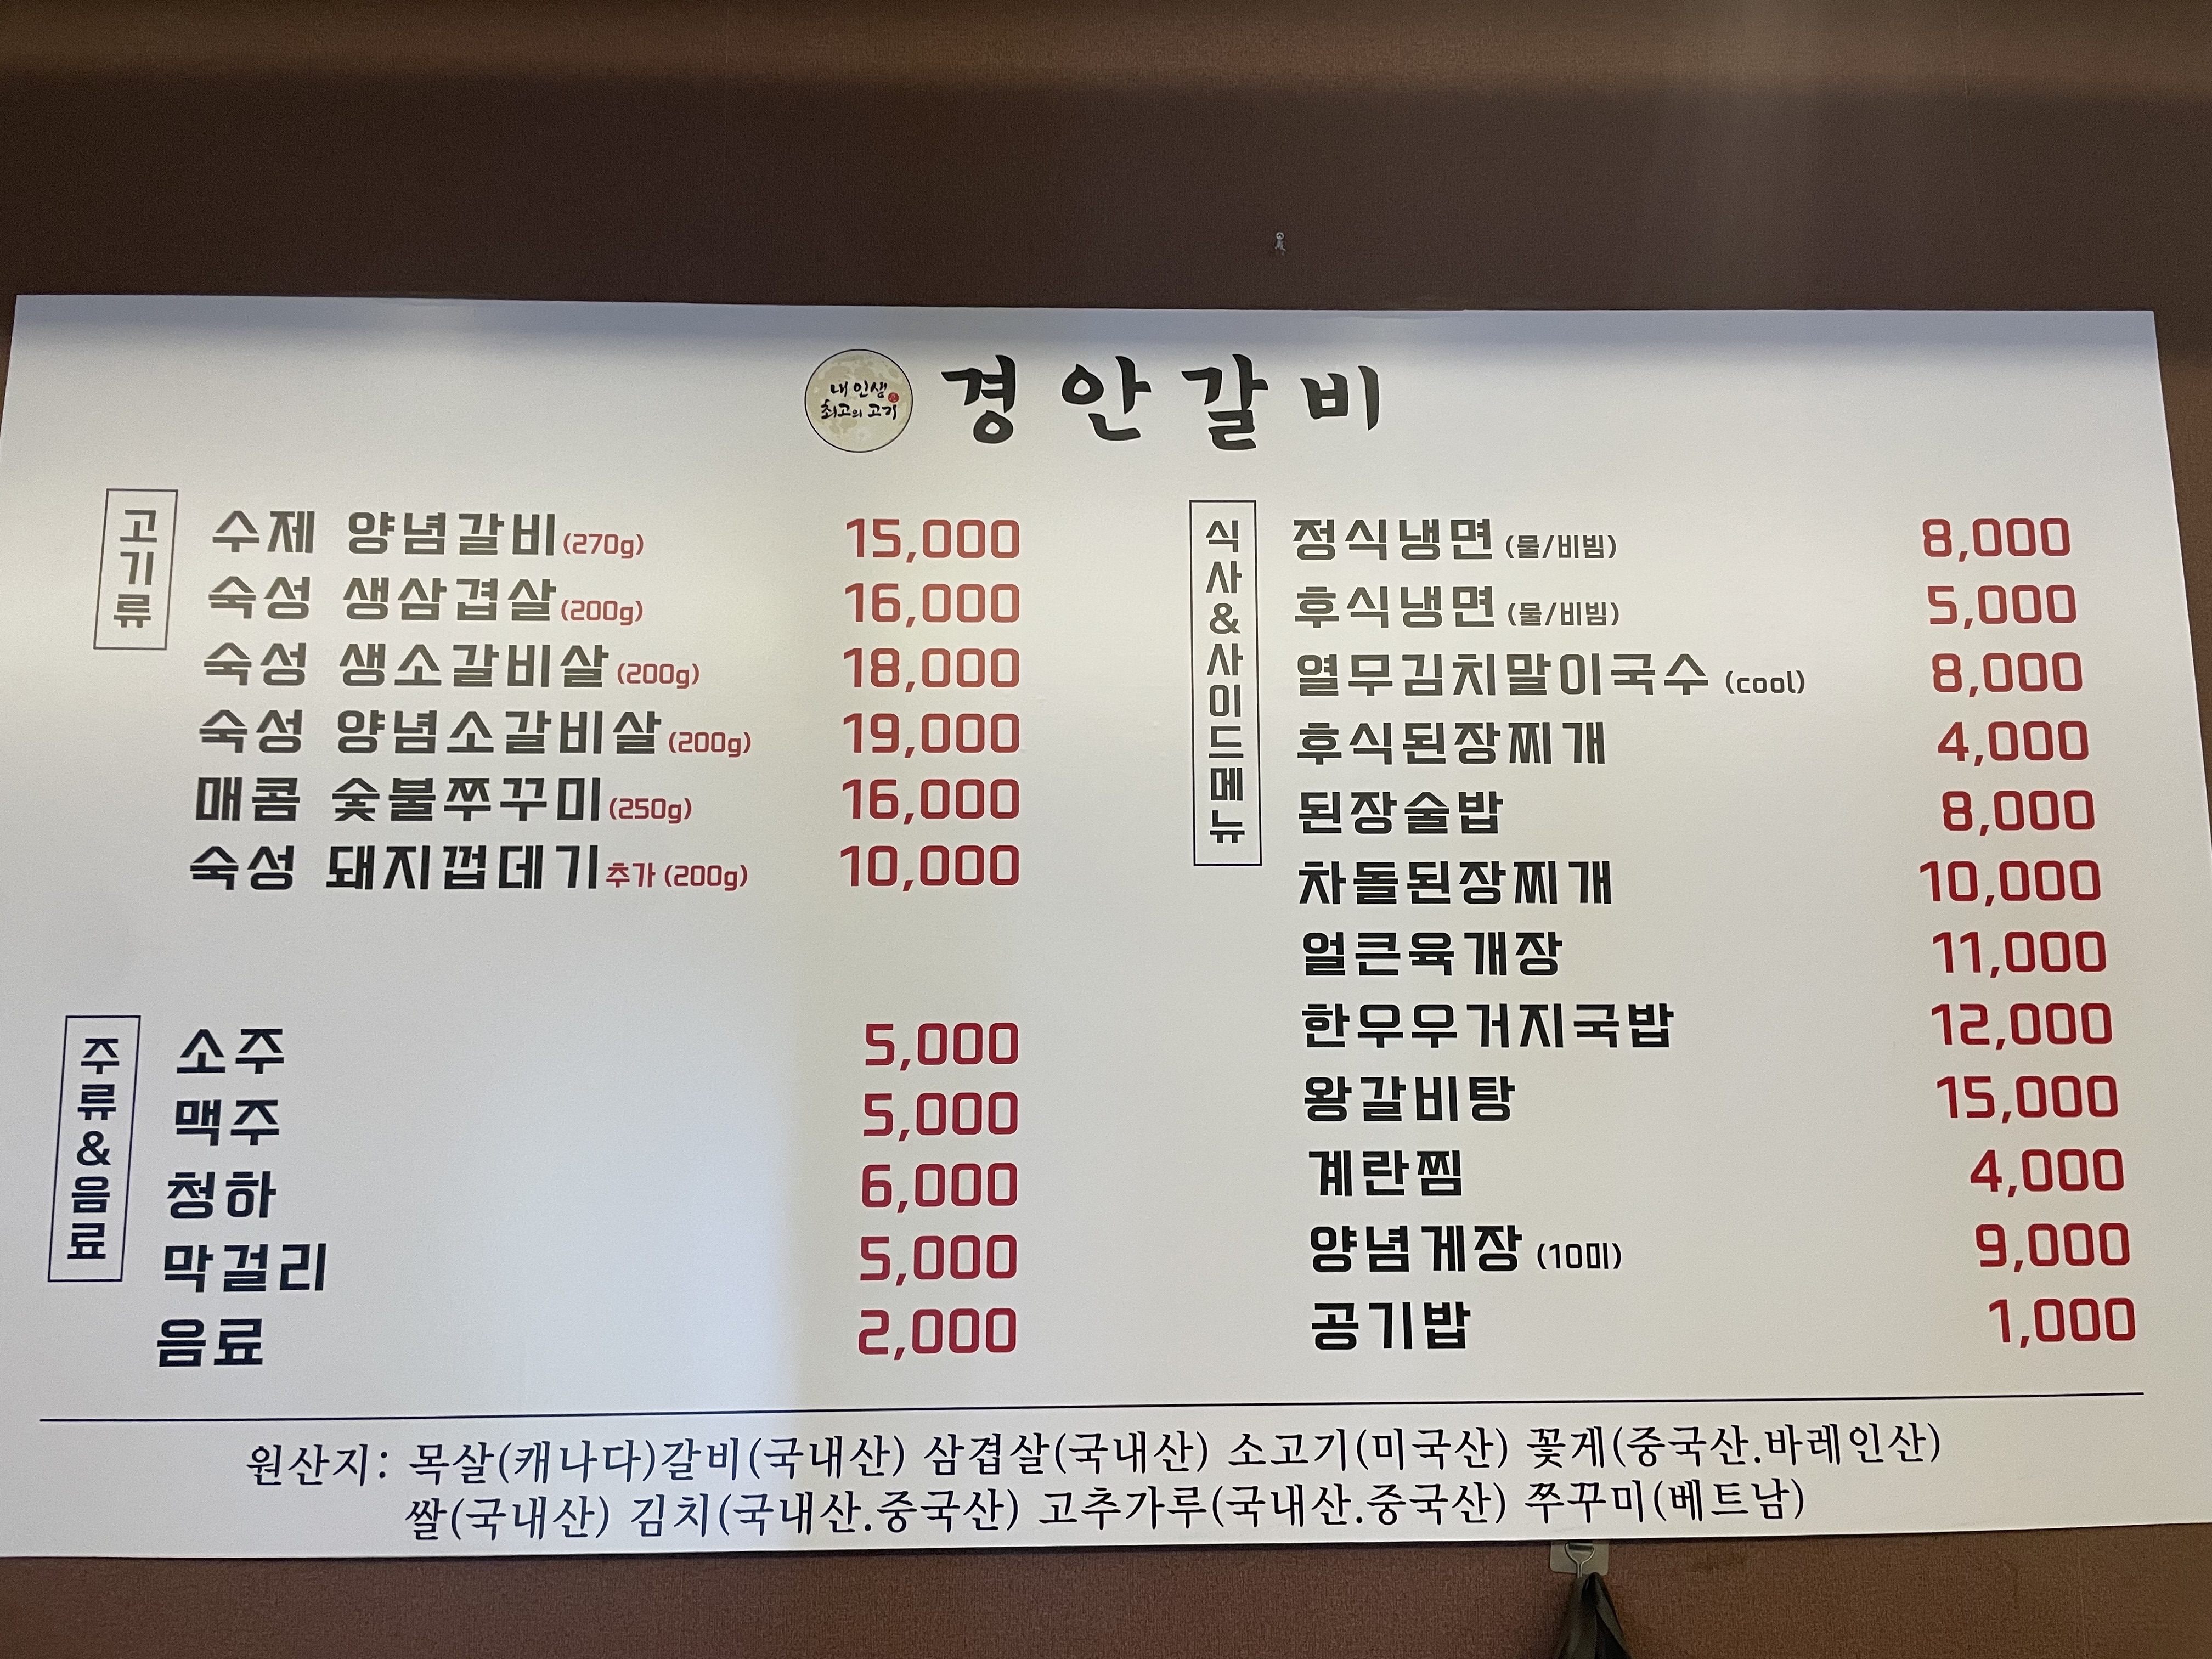 내 인생
최고의 고기
경안갈비
고기류
수제 양념갈비(270g) 15,000
숙성 생삼겹살(200g) 16,000
숙성 생소갈비살(200g) 18,000
숙성 양념소갈비살(200g) 19,000
매콤 숯불쭈꾸미(250g) 16,000
숙성 돼지껍데기추가 (200g) 10,000
주류&음료
소주 5,000
맥주 5,000
청하 6,000
막걸리 5,000
음료 2,000
식사&사이드메뉴
정식냉면 (물/비빔) 8,000
후식냉면 (물/비빔) 5,000
열무김치말이국수 (cool) 8,000
후식된장찌개 4,000
된장술밥 8,000
차돌된장찌개 10,000
얼큰육개장 11,000
한우우거지국밥 12,000
왕갈비탕 15,000
계란찜 4,000
양념게장 (10미) 9,000
공기밥 1,000
원산지: 목살(캐나다)갈비(국내산) 삼겹살(국내산) 소고기(미국산) 꽃게(중국산.바레인산)
쌀(국내산) 김치(국내산.중국산) 고추가루(국내산.중국산) 쭈꾸미(베트남)